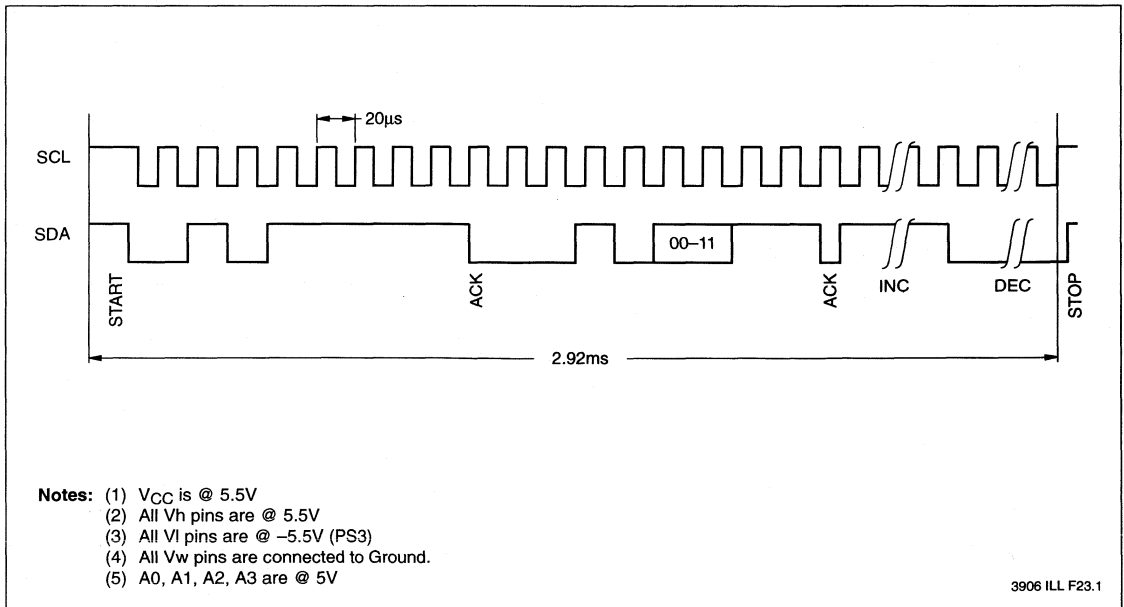 20µs
SCL
SDA
00–11
START
ACK
ACK
INC
DEC
STOP
2.92ms
Notes: (1) VCC is @ 5.5V
(2) All Vh pins are @ 5.5V
(3) All Vl pins are @ –5.5V (PS3)
(4) All Vw pins are connected to Ground.
(5) A0, A1, A2, A3 are @ 5V
3906 ILL F23.1